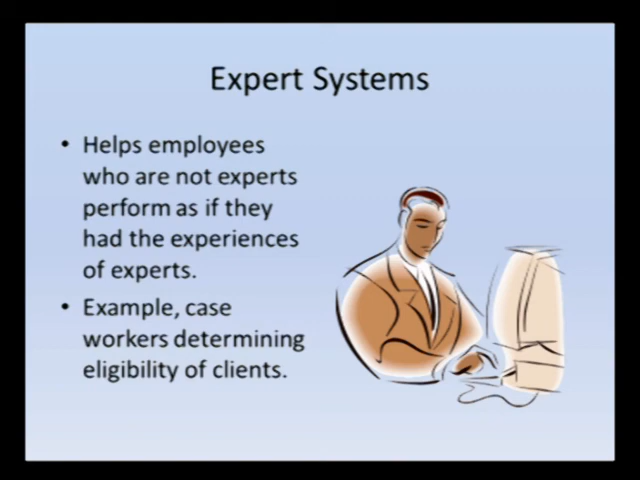 Expert Systems
• Helps employees
who are not experts
perform as if they
had the experiences
of experts.
• Example, case
workers determining
eligibility of clients.